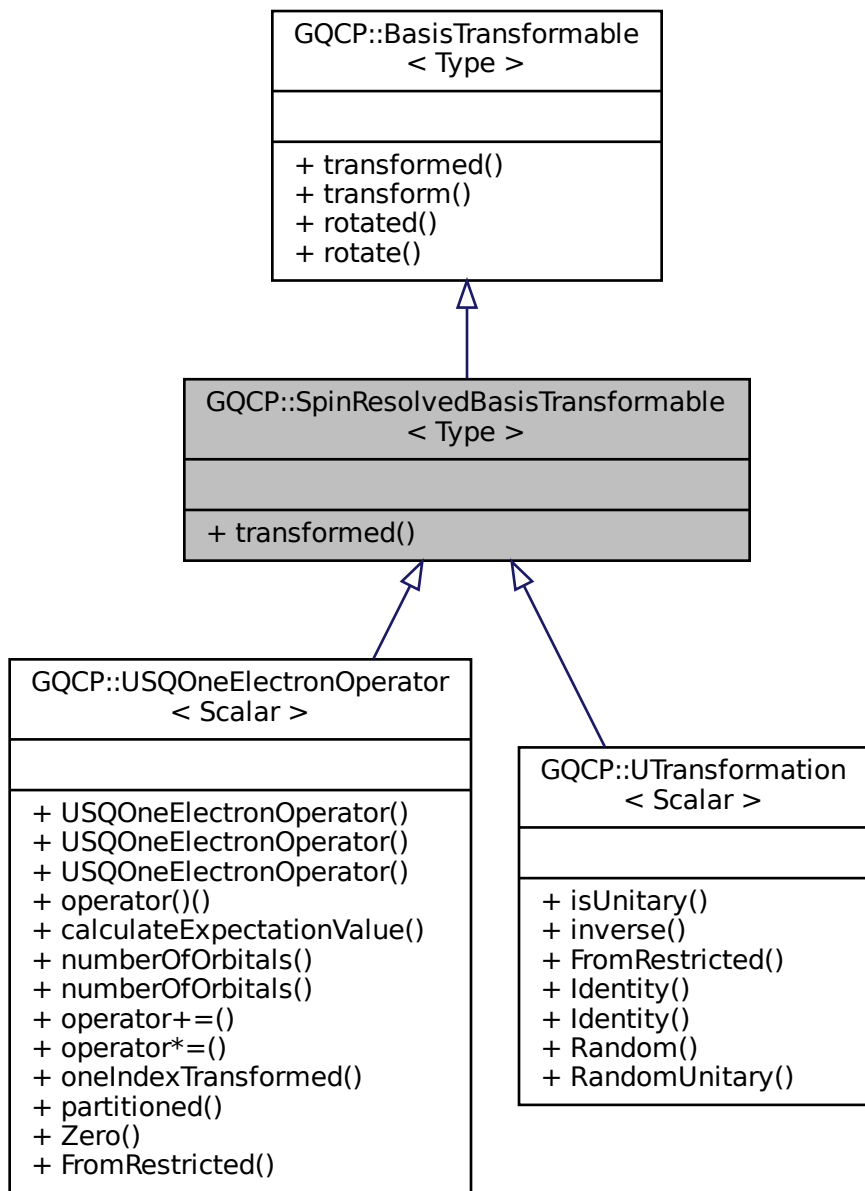 GQCP::BasisTransformable
< Type >
+ transformed()
+ transform()
+ rotated()
+ rotate()
GQCP::SpinResolvedBasisTransformable
< Type >
+ transformed()
GQCP::USQOneElectronOperator
< Scalar >
+ USQOneElectronOperator()
+ USQOneElectronOperator()
+ USQOneElectronOperator()
+ operator()()
+ calculateExpectationValue()
+ numberOfOrbitals()
+ numberOfOrbitals()
+ operator+=()
+ operator*=()
+ oneIndexTransformed()
+ partitioned()
+ Zero()
+ FromRestricted()
GQCP::UTransformation
< Scalar >
+ isUnitary()
+ inverse()
+ FromRestricted()
+ Identity()
+ Identity()
+ Random()
+ RandomUnitary()